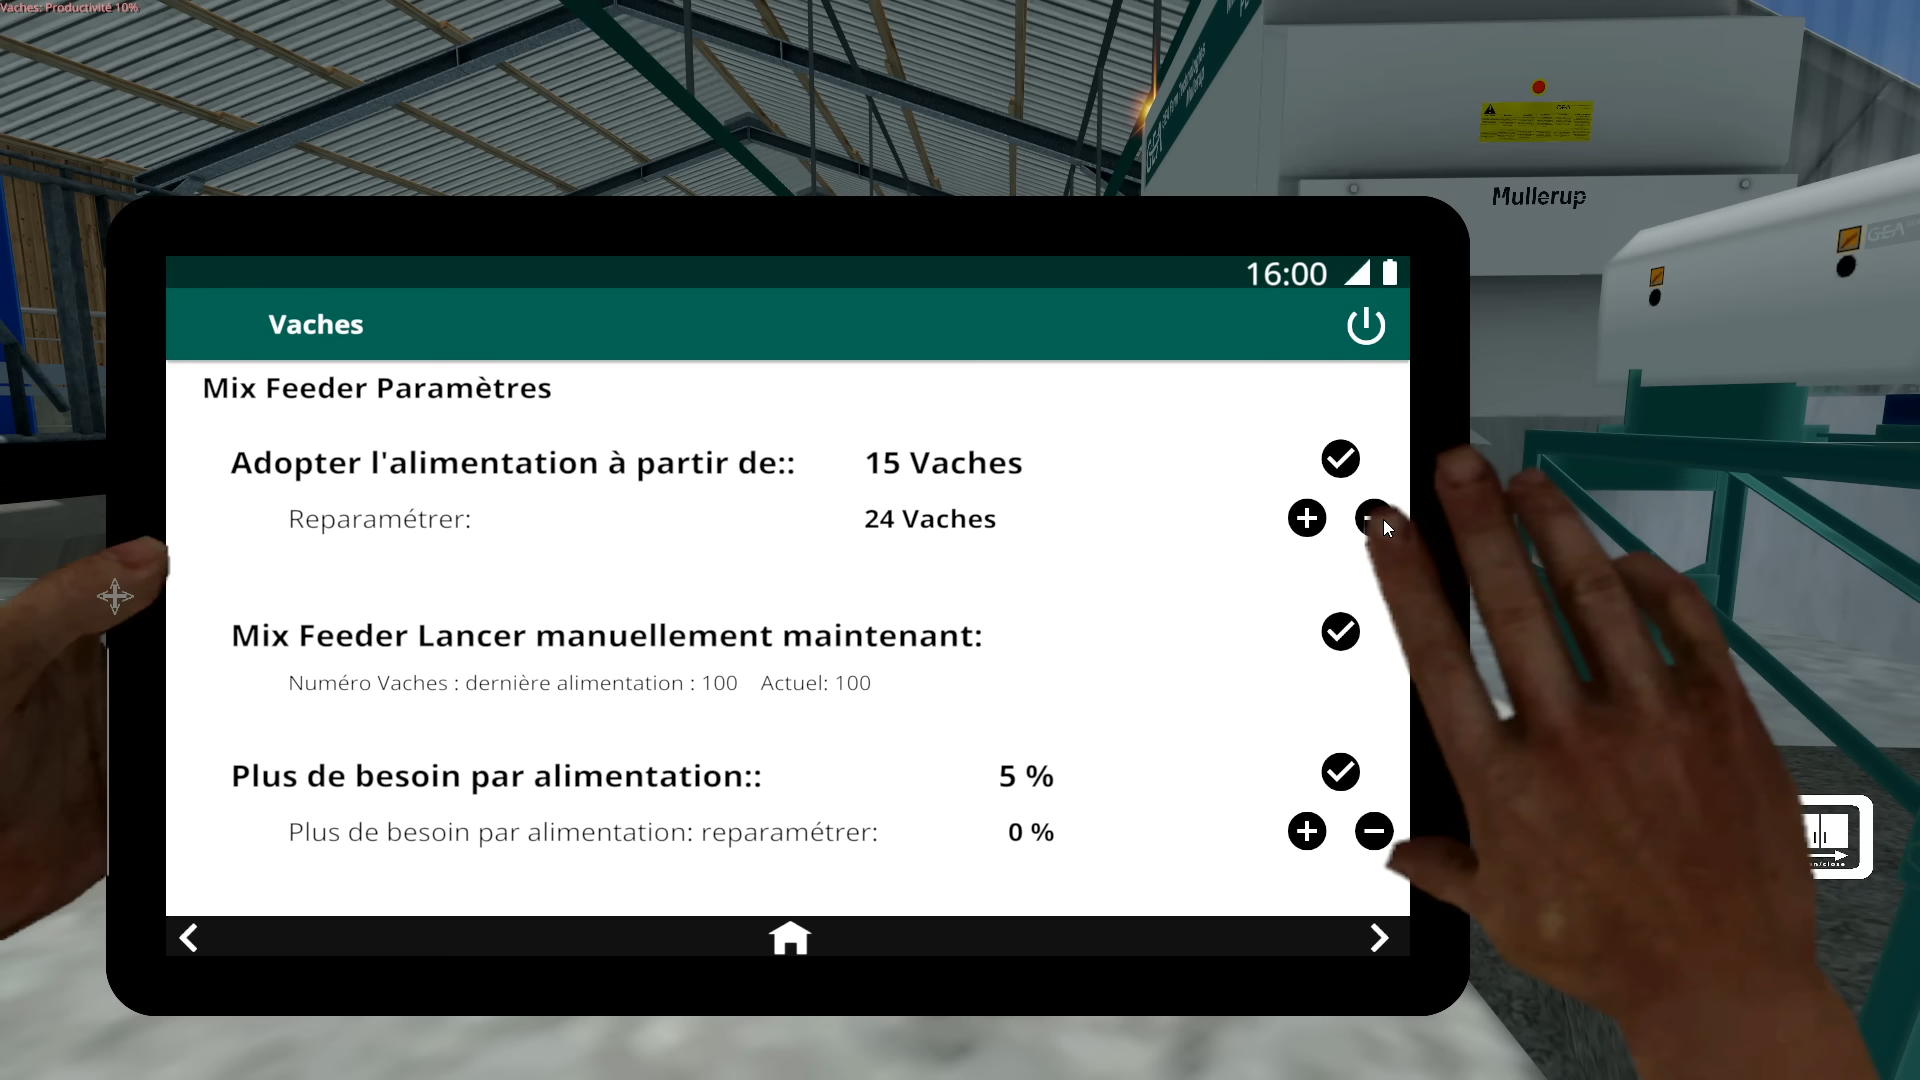 Vaches: Productivité 10%
GEA
Mullerup
GEA
16:00
Vaches
Mix Feeder Paramètres
Adopter l'alimentation à partir de:: 15 Vaches
Reparamétrer: 24 Vaches
Mix Feeder Lancer manuellement maintenant:
Numéro Vaches : dernière alimentation : 100 Actuel: 100
Plus de besoin par alimentation:: 5 %
Plus de besoin par alimentation: reparamétrer: 0 %